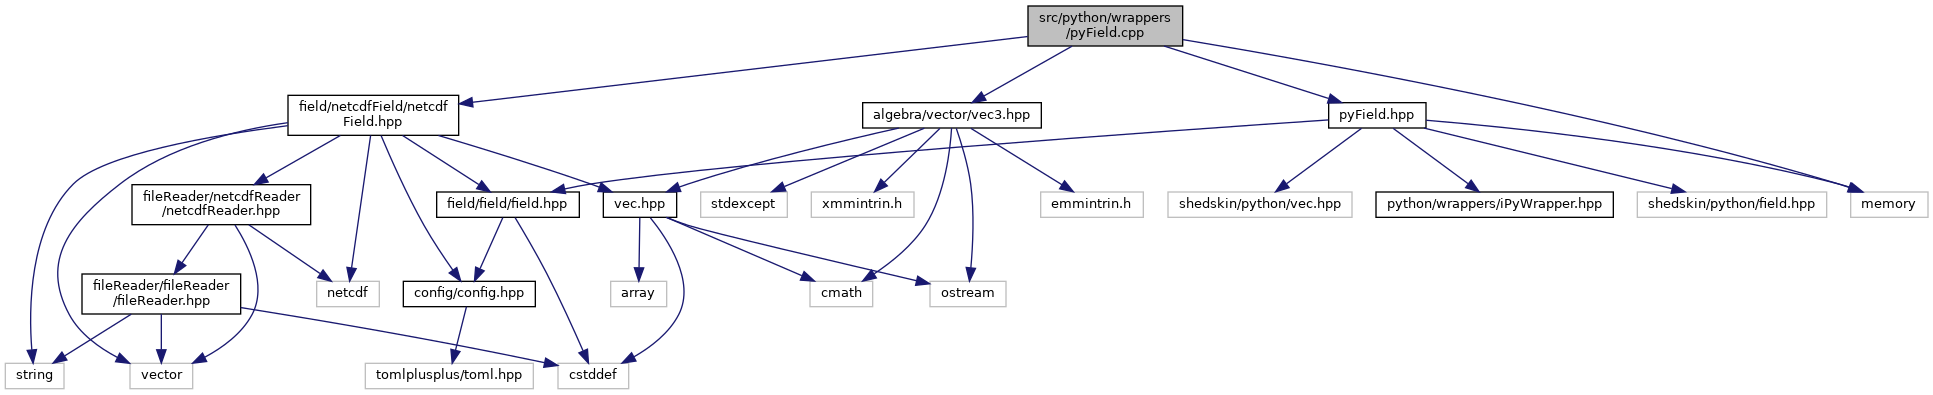 src/python/wrappers
/pyField.cpp
field/netcdfField/netcdf
Field.hpp
algebra/vector/vec3.hpp
pyField.hpp
fileReader/netcdfReader
/netcdfReader.hpp
field/field/field.hpp
vec.hpp
stdexcept
xmmintrin.h
emmintrin.h
shedskin/python/vec.hpp
python/wrappers/iPyWrapper.hpp
shedskin/python/field.hpp
memory
fileReader/fileReader
/fileReader.hpp
netcdf
config/config.hpp
array
cmath
ostream
string
vector
tomlplusplus/toml.hpp
cstddef